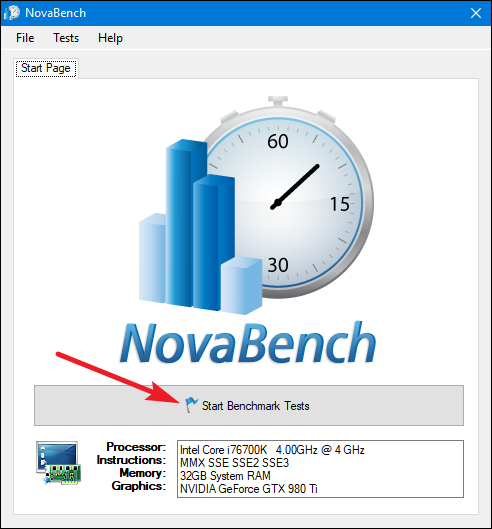 NovaBench
File Tests Help
Start Page
60
15
30
NovaBench
Start Benchmark Tests
Processor: Intel Core i76700K 4.00GHz @ 4 GHz
Instructions: MMX SSE SSE2 SSE3
Memory: 32GB System RAM
Graphics: NVIDIA GeForce GTX 980 Ti